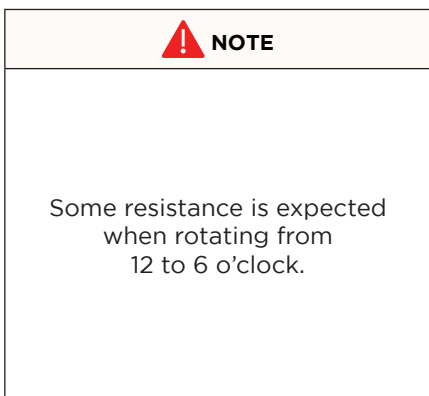 NOTE
Some resistance is expected
when rotating from
12 to 6 o’clock.